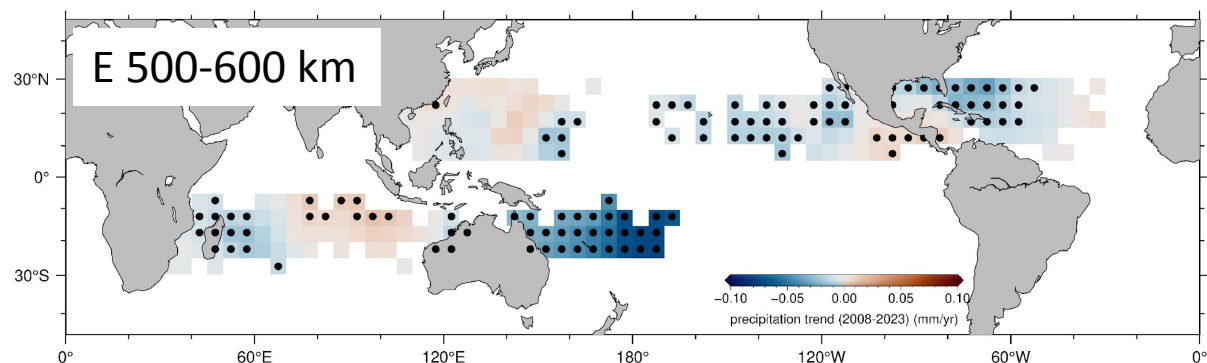 E 500-600 km
30°N
0°
30°S
−0.10 −0.05 0.00 0.05 0.10
precipitation trend (2008-2023) (mm/yr)
0° 60°E 120°E 180° 120°W 60°W 0°